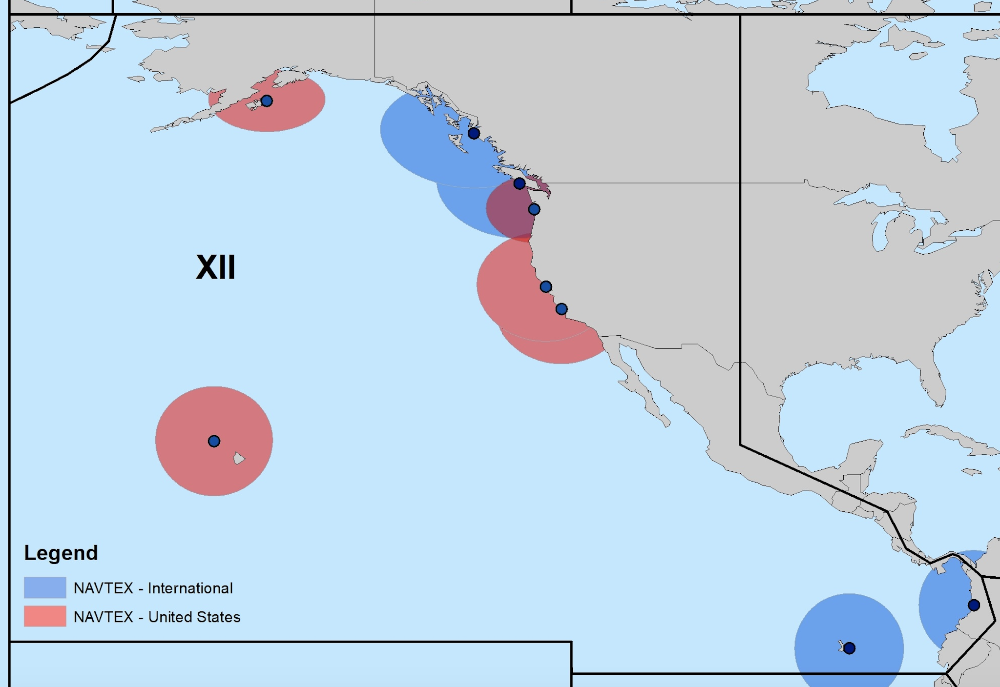 XII
Legend
NAVTEX - International
NAVTEX - United States